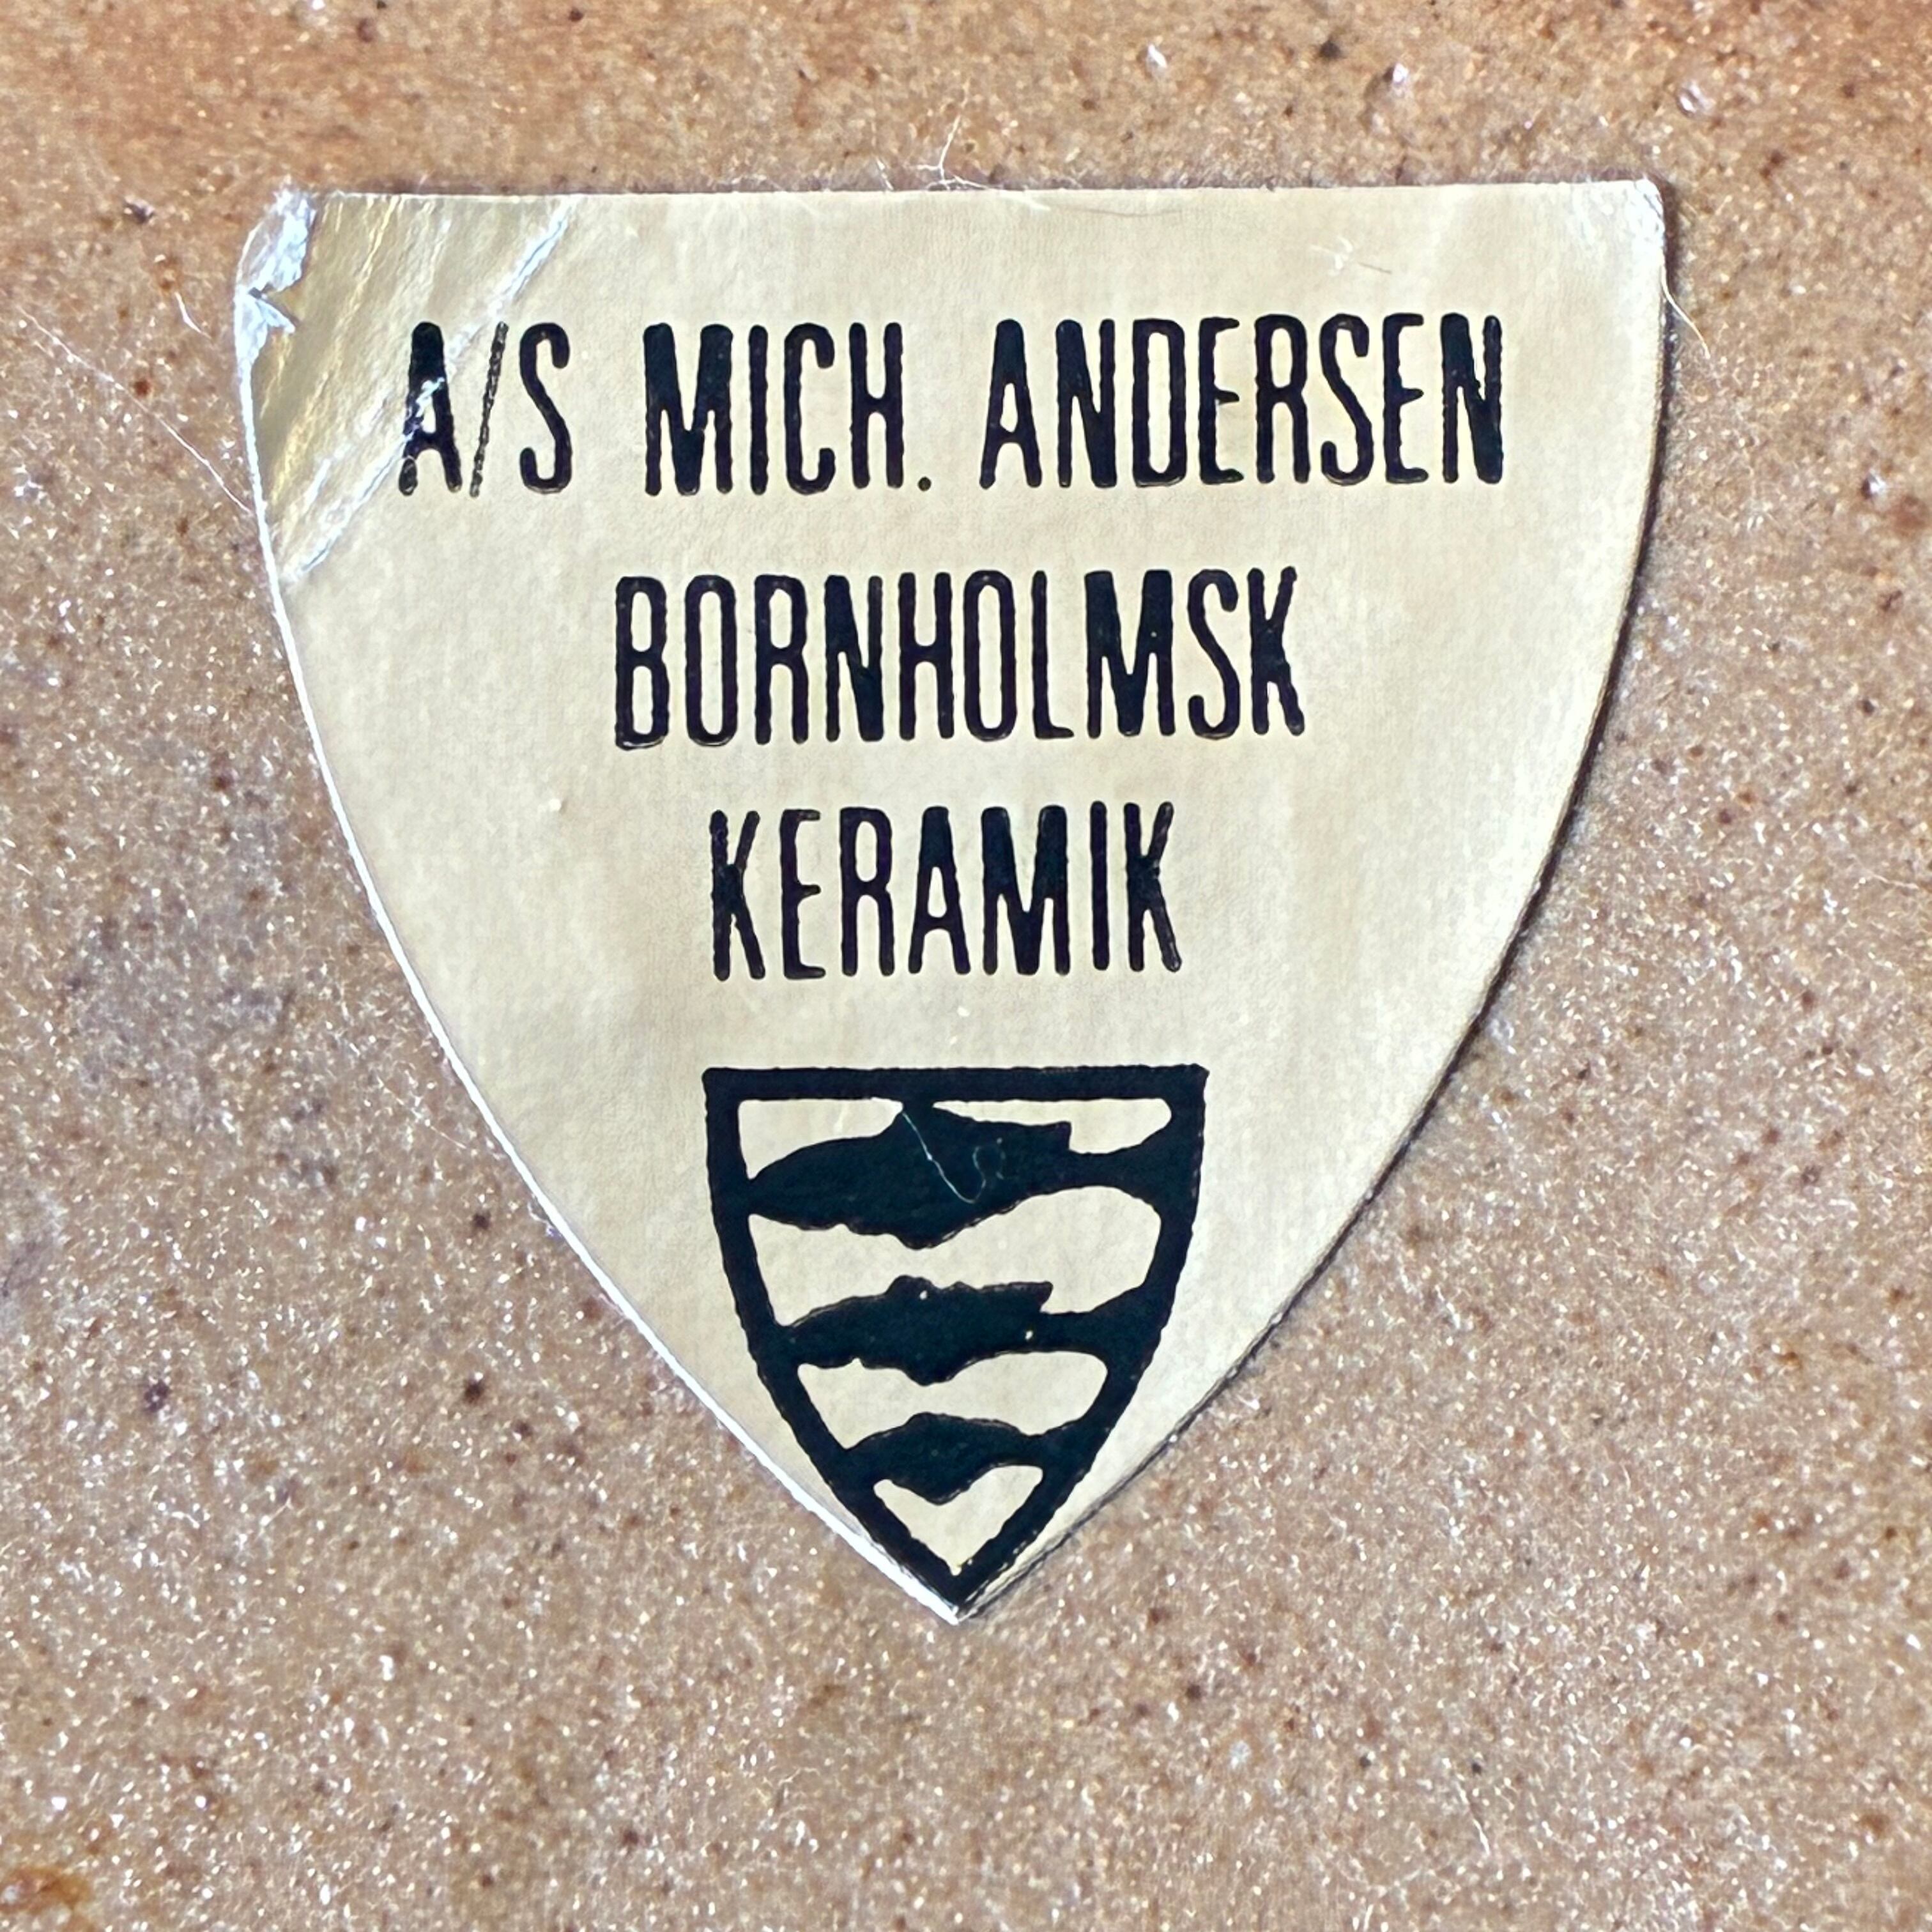 A/S MICH. ANDERSEN
BORNHOLMSK
KERAMIK